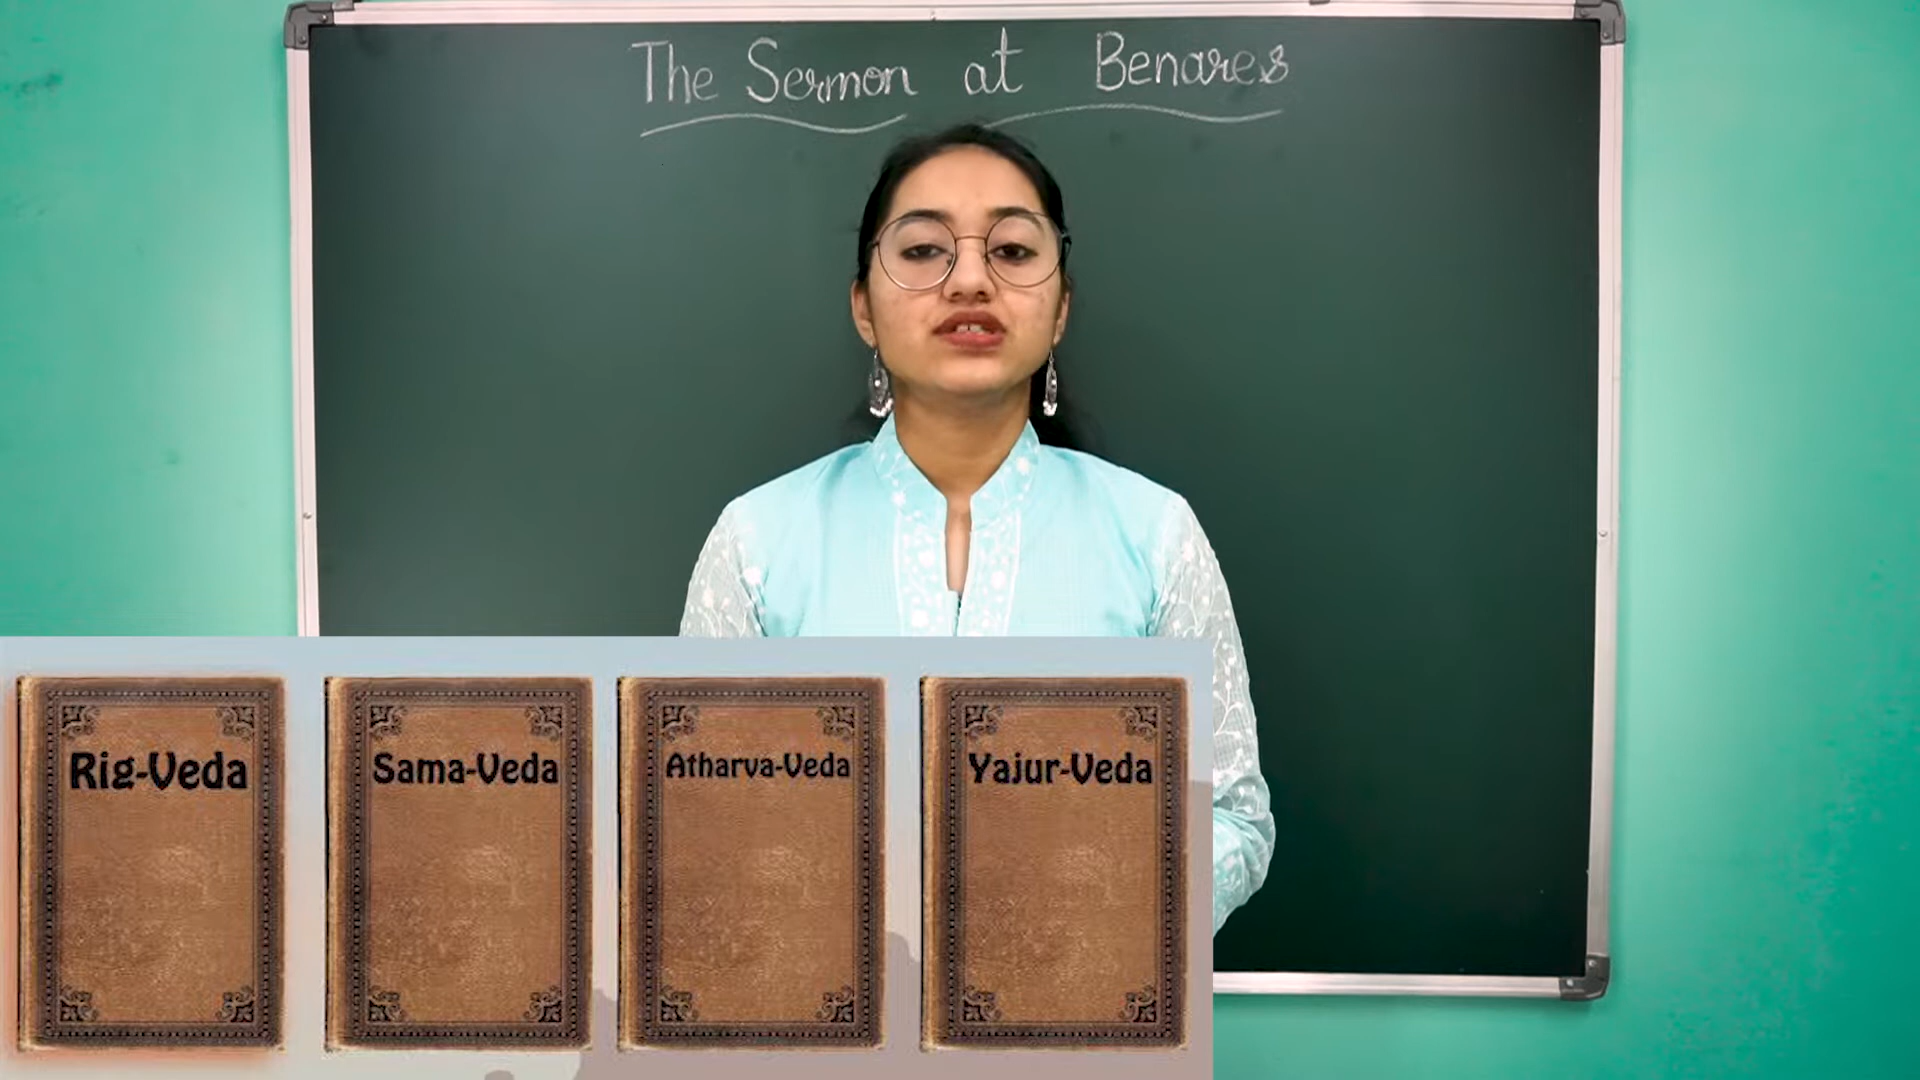 The Sermon at Benares
Rig-Veda
Sama-Veda
Atharva-Veda
Yajur-Veda